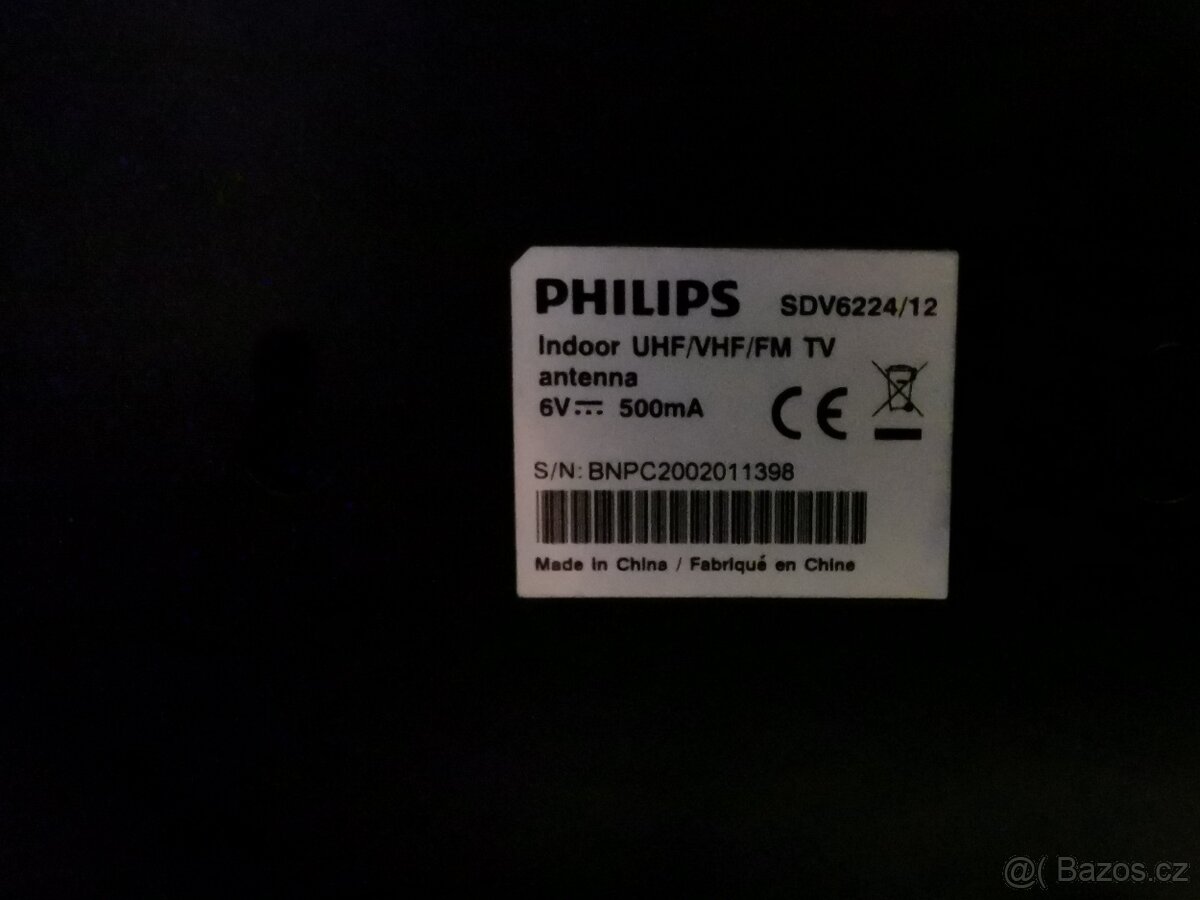 PHILIPS SDV6224/12
Indoor UHF/VHF/FM TV
antenna
6V⎓ 500mA
CE
S/N: BNPC2002011398
Made in China / Fabriqué en Chine
@( Bazos.cz